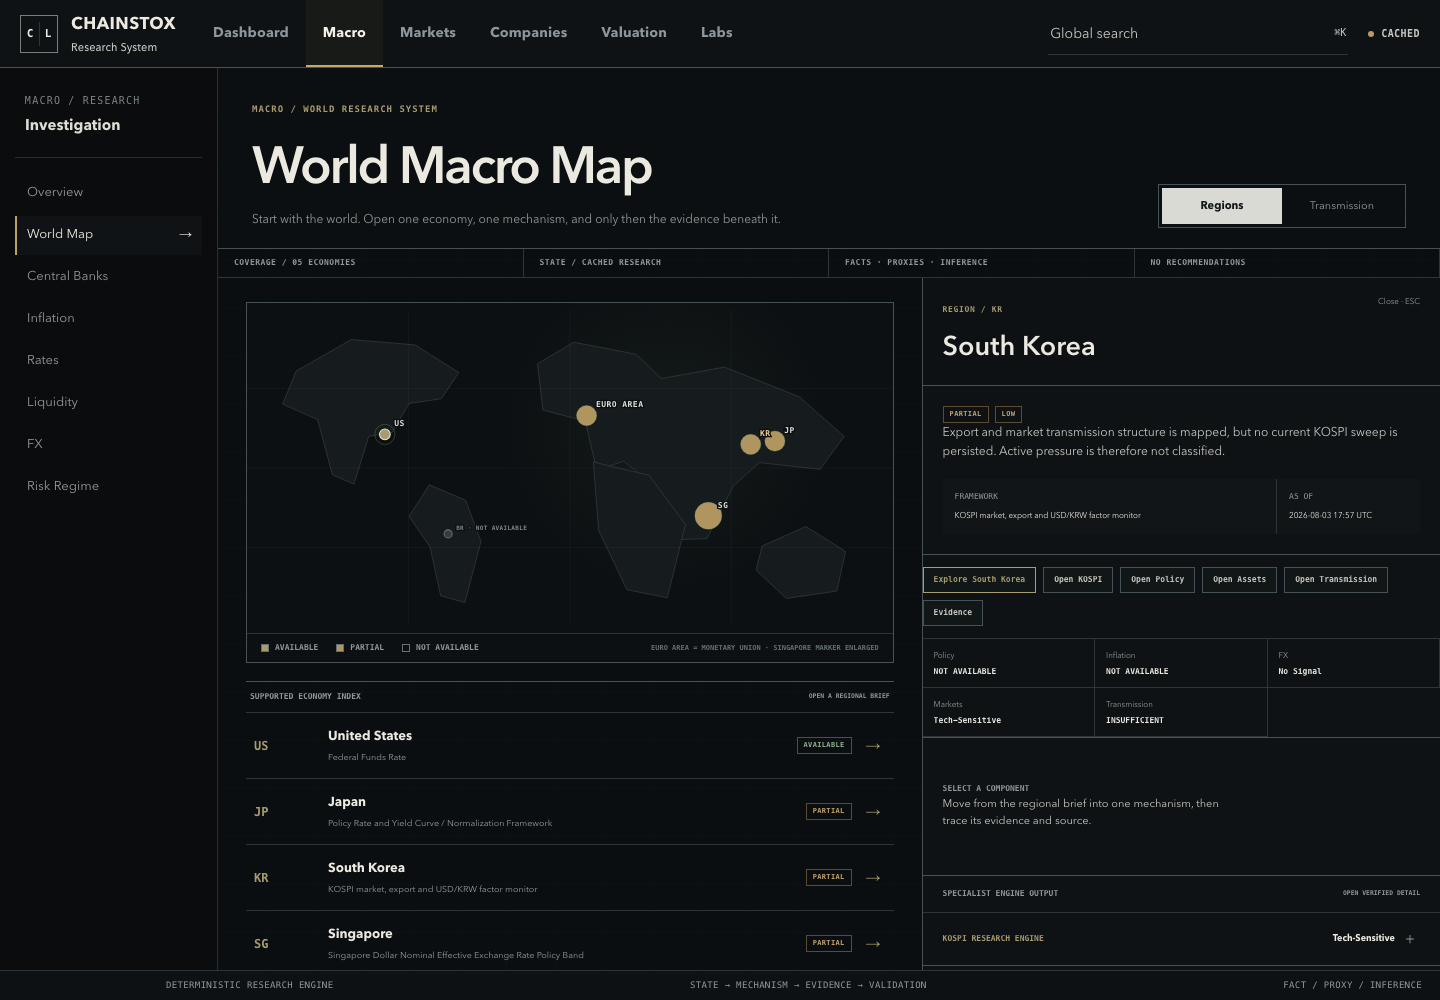 C L
CHAINSTOX
Research System
Dashboard
Macro
Markets
Companies
Valuation
Labs
Global search
⌘K
CACHED
MACRO / RESEARCH
Investigation
Overview
World Map →
Central Banks
Inflation
Rates
Liquidity
FX
Risk Regime
MACRO / WORLD RESEARCH SYSTEM
World Macro Map
Start with the world. Open one economy, one mechanism, and only then the evidence beneath it.
Regions
Transmission
COVERAGE / 05 ECONOMIES
STATE / CACHED RESEARCH
FACTS · PROXIES · INFERENCE
NO RECOMMENDATIONS
US
EURO AREA
KR
JP
SG
BR · NOT AVAILABLE
AVAILABLE
PARTIAL
NOT AVAILABLE
EURO AREA = MONETARY UNION · SINGAPORE MARKER ENLARGED
SUPPORTED ECONOMY INDEX
OPEN A REGIONAL BRIEF
US
United States
Federal Funds Rate
AVAILABLE →
JP
Japan
Policy Rate and Yield Curve / Normalization Framework
PARTIAL →
KR
South Korea
KOSPI market, export and USD/KRW factor monitor
PARTIAL →
SG
Singapore
Singapore Dollar Nominal Effective Exchange Rate Policy Band
PARTIAL →
Close · ESC
REGION / KR
South Korea
PARTIAL
LOW
Export and market transmission structure is mapped, but no current KOSPI sweep is
persisted. Active pressure is therefore not classified.
FRAMEWORK
KOSPI market, export and USD/KRW factor monitor
AS OF
2026-08-03 17:57 UTC
Explore South Korea
Open KOSPI
Open Policy
Open Assets
Open Transmission
Evidence
Policy
NOT AVAILABLE
Inflation
NOT AVAILABLE
FX
No Signal
Markets
Tech-Sensitive
Transmission
INSUFFICIENT
SELECT A COMPONENT
Move from the regional brief into one mechanism, then
trace its evidence and source.
SPECIALIST ENGINE OUTPUT
OPEN VERIFIED DETAIL
KOSPI RESEARCH ENGINE
Tech-Sensitive +
DETERMINISTIC RESEARCH ENGINE
STATE → MECHANISM → EVIDENCE → VALIDATION
FACT / PROXY / INFERENCE